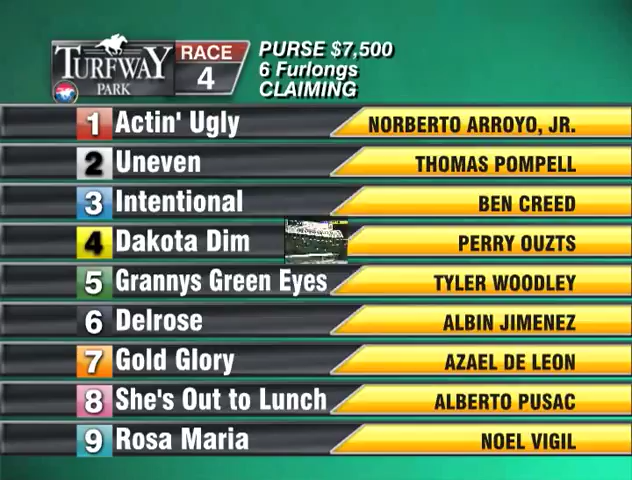 TURFWAY
PARK
RACE
4
PURSE $7,500
6 Furlongs
CLAIMING
1 Actin' Ugly NORBERTO ARROYO, JR.
2 Uneven THOMAS POMPELL
3 Intentional BEN CREED
4 Dakota Dim PERRY OUZTS
5 Grannys Green Eyes TYLER WOODLEY
6 Delrose ALBIN JIMENEZ
7 Gold Glory AZAEL DE LEON
8 She's Out to Lunch ALBERTO PUSAC
9 Rosa Maria NOEL VIGIL